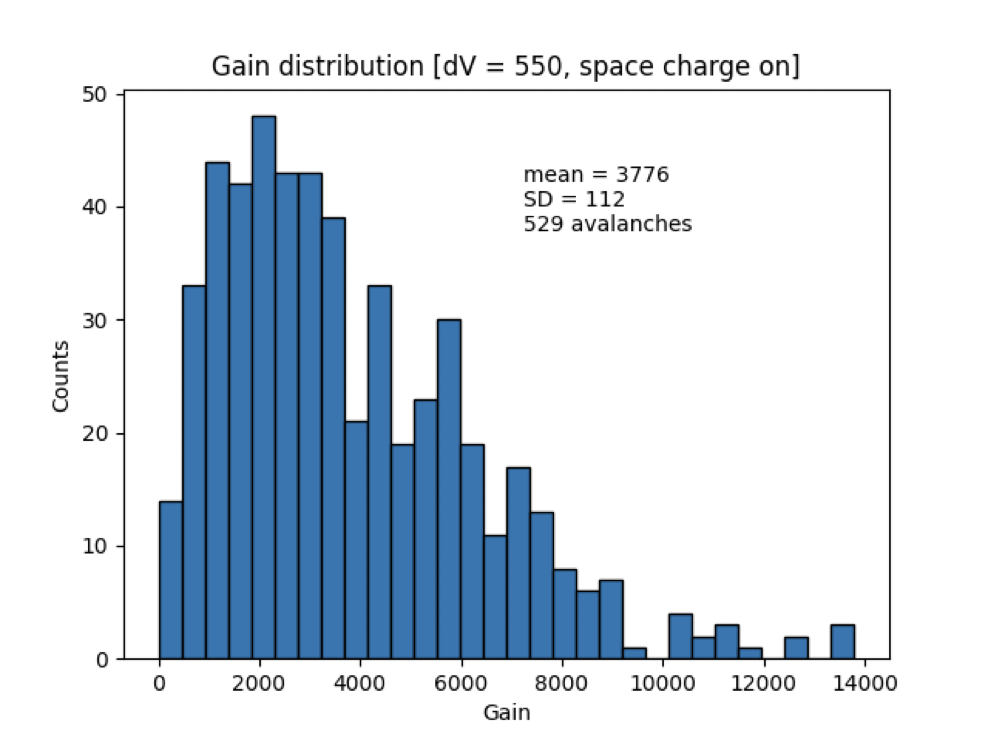 Gain distribution [dV = 550, space charge on]
50
40
30
20
10
0
Counts
mean = 3776
SD = 112
529 avalanches
0 2000 4000 6000 8000 10000 12000 14000
Gain